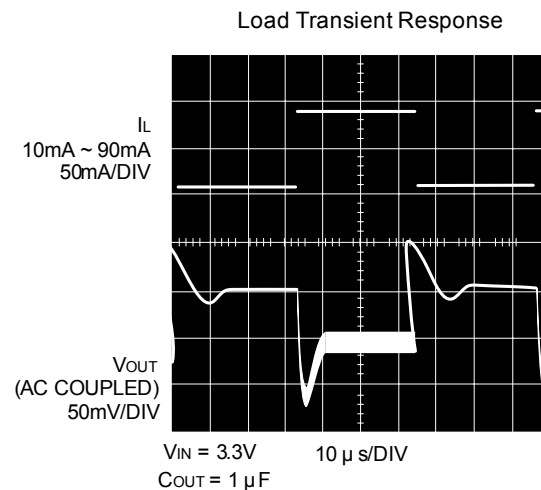 Load Transient Response
IL
10mA ~ 90mA
50mA/DIV
VOUT
(AC COUPLED)
50mV/DIV
VIN = 3.3V
10 µ s/DIV
COUT = 1 µ F